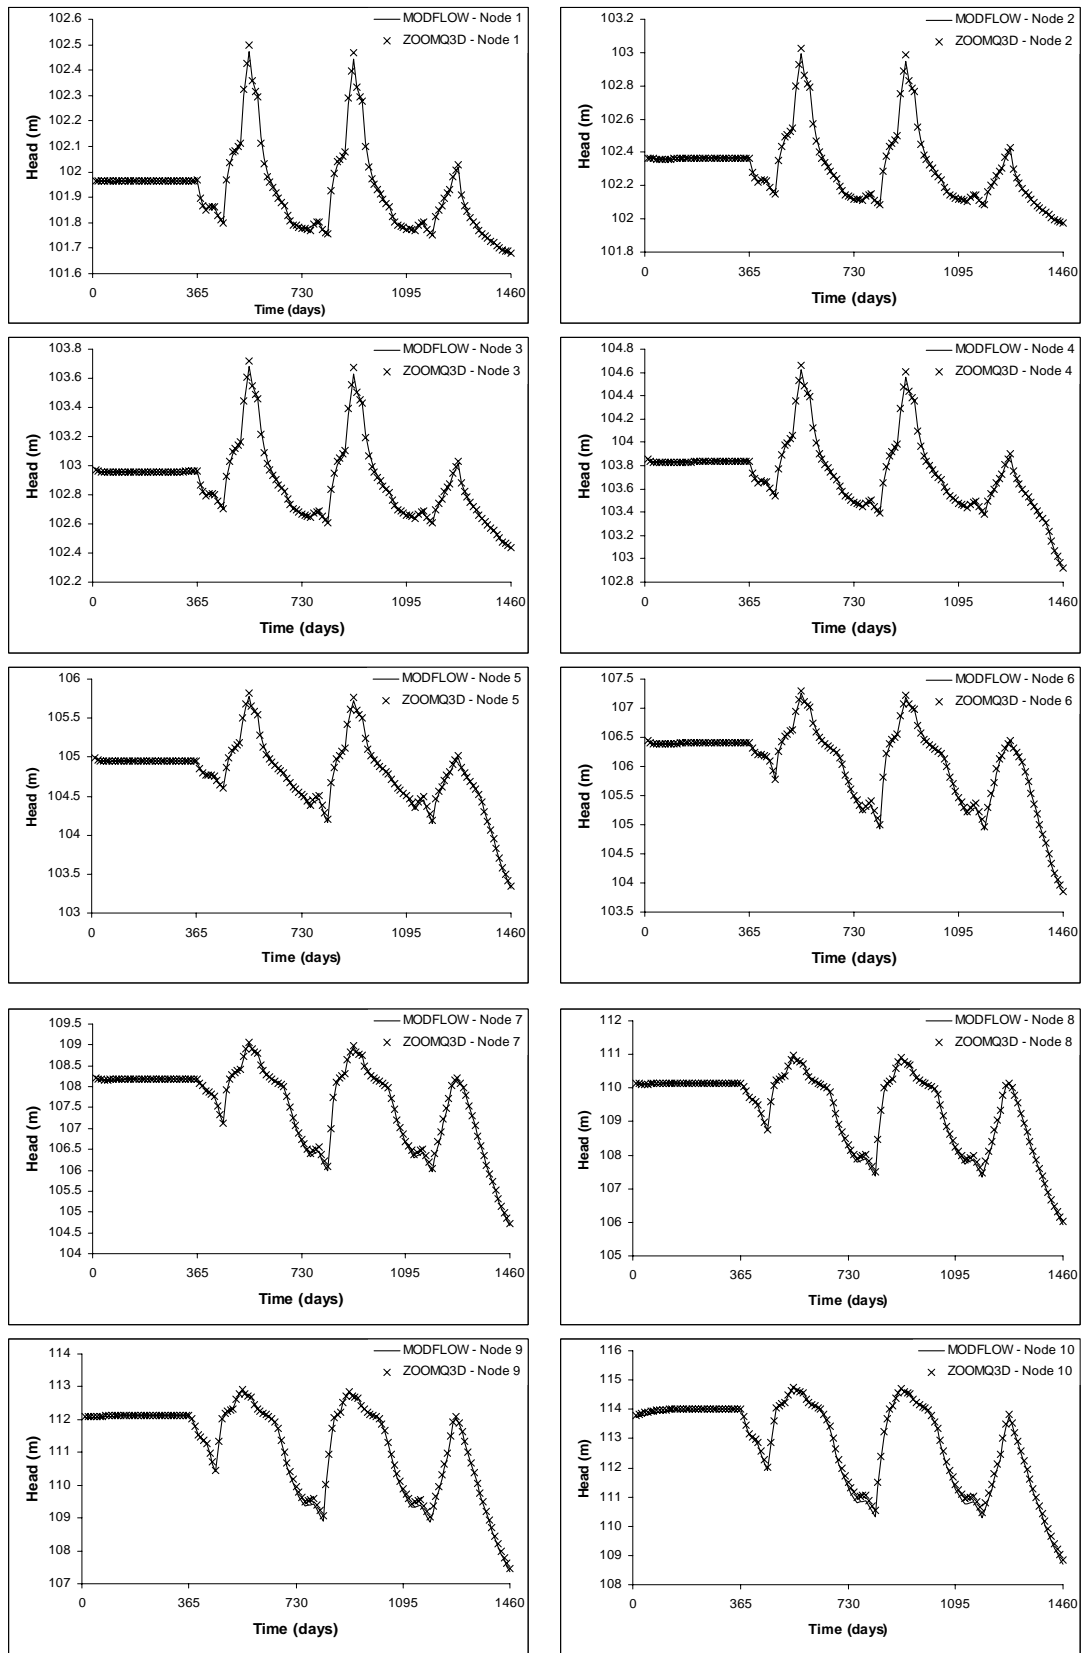 MODFLOW - Node 1
ZOOMQ3D - Node 1
102.6
102.5
102.4
102.3
102.2
102.1
102
101.9
101.8
101.7
101.6
Head (m)
0 365 730 1095 1460
Time (days)
MODFLOW - Node 2
ZOOMQ3D - Node 2
103.2
103
102.8
102.6
102.4
102.2
102
101.8
Head (m)
0 365 730 1095 1460
Time (days)
MODFLOW - Node 3
ZOOMQ3D - Node 3
103.8
103.6
103.4
103.2
103
102.8
102.6
102.4
102.2
Head (m)
0 365 730 1095 1460
Time (days)
MODFLOW - Node 4
ZOOMQ3D - Node 4
104.8
104.6
104.4
104.2
104
103.8
103.6
103.4
103.2
103
102.8
Head (m)
0 365 730 1095 1460
Time (days)
MODFLOW - Node 5
ZOOMQ3D - Node 5
106
105.5
105
104.5
104
103.5
103
Head (m)
0 365 730 1095 1460
Time (days)
MODFLOW - Node 6
ZOOMQ3D - Node 6
107.5
107
106.5
106
105.5
105
104.5
104
103.5
Head (m)
0 365 730 1095 1460
Time (days)
MODFLOW - Node 7
ZOOMQ3D - Node 7
109.5
109
108.5
108
107.5
107
106.5
106
105.5
105
104.5
104
Head (m)
0 365 730 1095 1460
Time (days)
MODFLOW - Node 8
ZOOMQ3D - Node 8
112
111
110
109
108
107
106
105
Head (m)
0 365 730 1095 1460
Time (days)
MODFLOW - Node 9
ZOOMQ3D - Node 9
114
113
112
111
110
109
108
107
Head (m)
0 365 730 1095 1460
Time (days)
MODFLOW - Node 10
ZOOMQ3D - Node 10
116
115
114
113
112
111
110
109
108
Head (m)
0 365 730 1095 1460
Time (days)